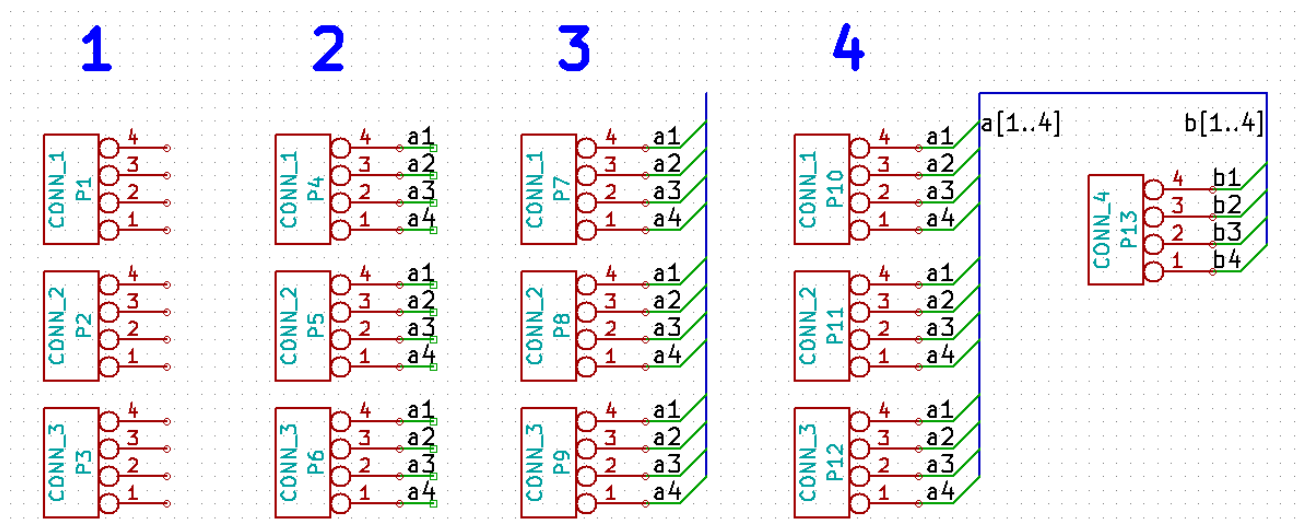 1 2 3 4
a[1..4] b[1..4]
CONN_1 P1 4 3 2 1
CONN_1 P4 4 3 2 1 a1 a2 a3 a4
CONN_1 P7 4 3 2 1 a1 a2 a3 a4
CONN_1 P10 4 3 2 1 a1 a2 a3 a4
CONN_4 P13 4 3 2 1 b1 b2 b3 b4
CONN_2 P2 4 3 2 1
CONN_2 P5 4 3 2 1 a1 a2 a3 a4
CONN_2 P8 4 3 2 1 a1 a2 a3 a4
CONN_2 P11 4 3 2 1 a1 a2 a3 a4
CONN_3 P3 4 3 2 1
CONN_3 P6 4 3 2 1 a1 a2 a3 a4
CONN_3 P9 4 3 2 1 a1 a2 a3 a4
CONN_3 P12 4 3 2 1 a1 a2 a3 a4